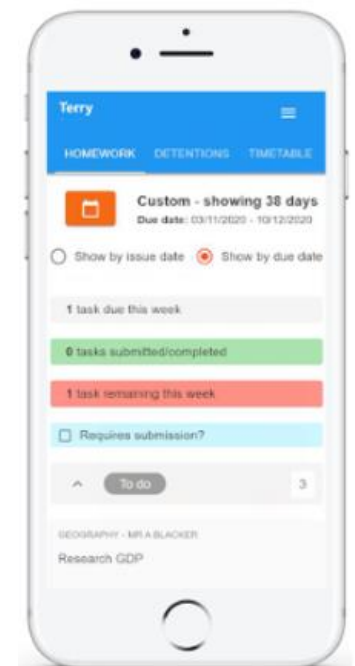 Terry
HOMEWORK DETENTIONS TIMETABLE
Custom - showing 38 days
Due date: 03/11/2020 - 10/12/2020
Show by issue date Show by due date
1 task due this week
0 tasks submitted/completed
1 task remaining this week
Requires submission?
To do 3
GEOGRAPHY - MR A BLACKER
Research GDP